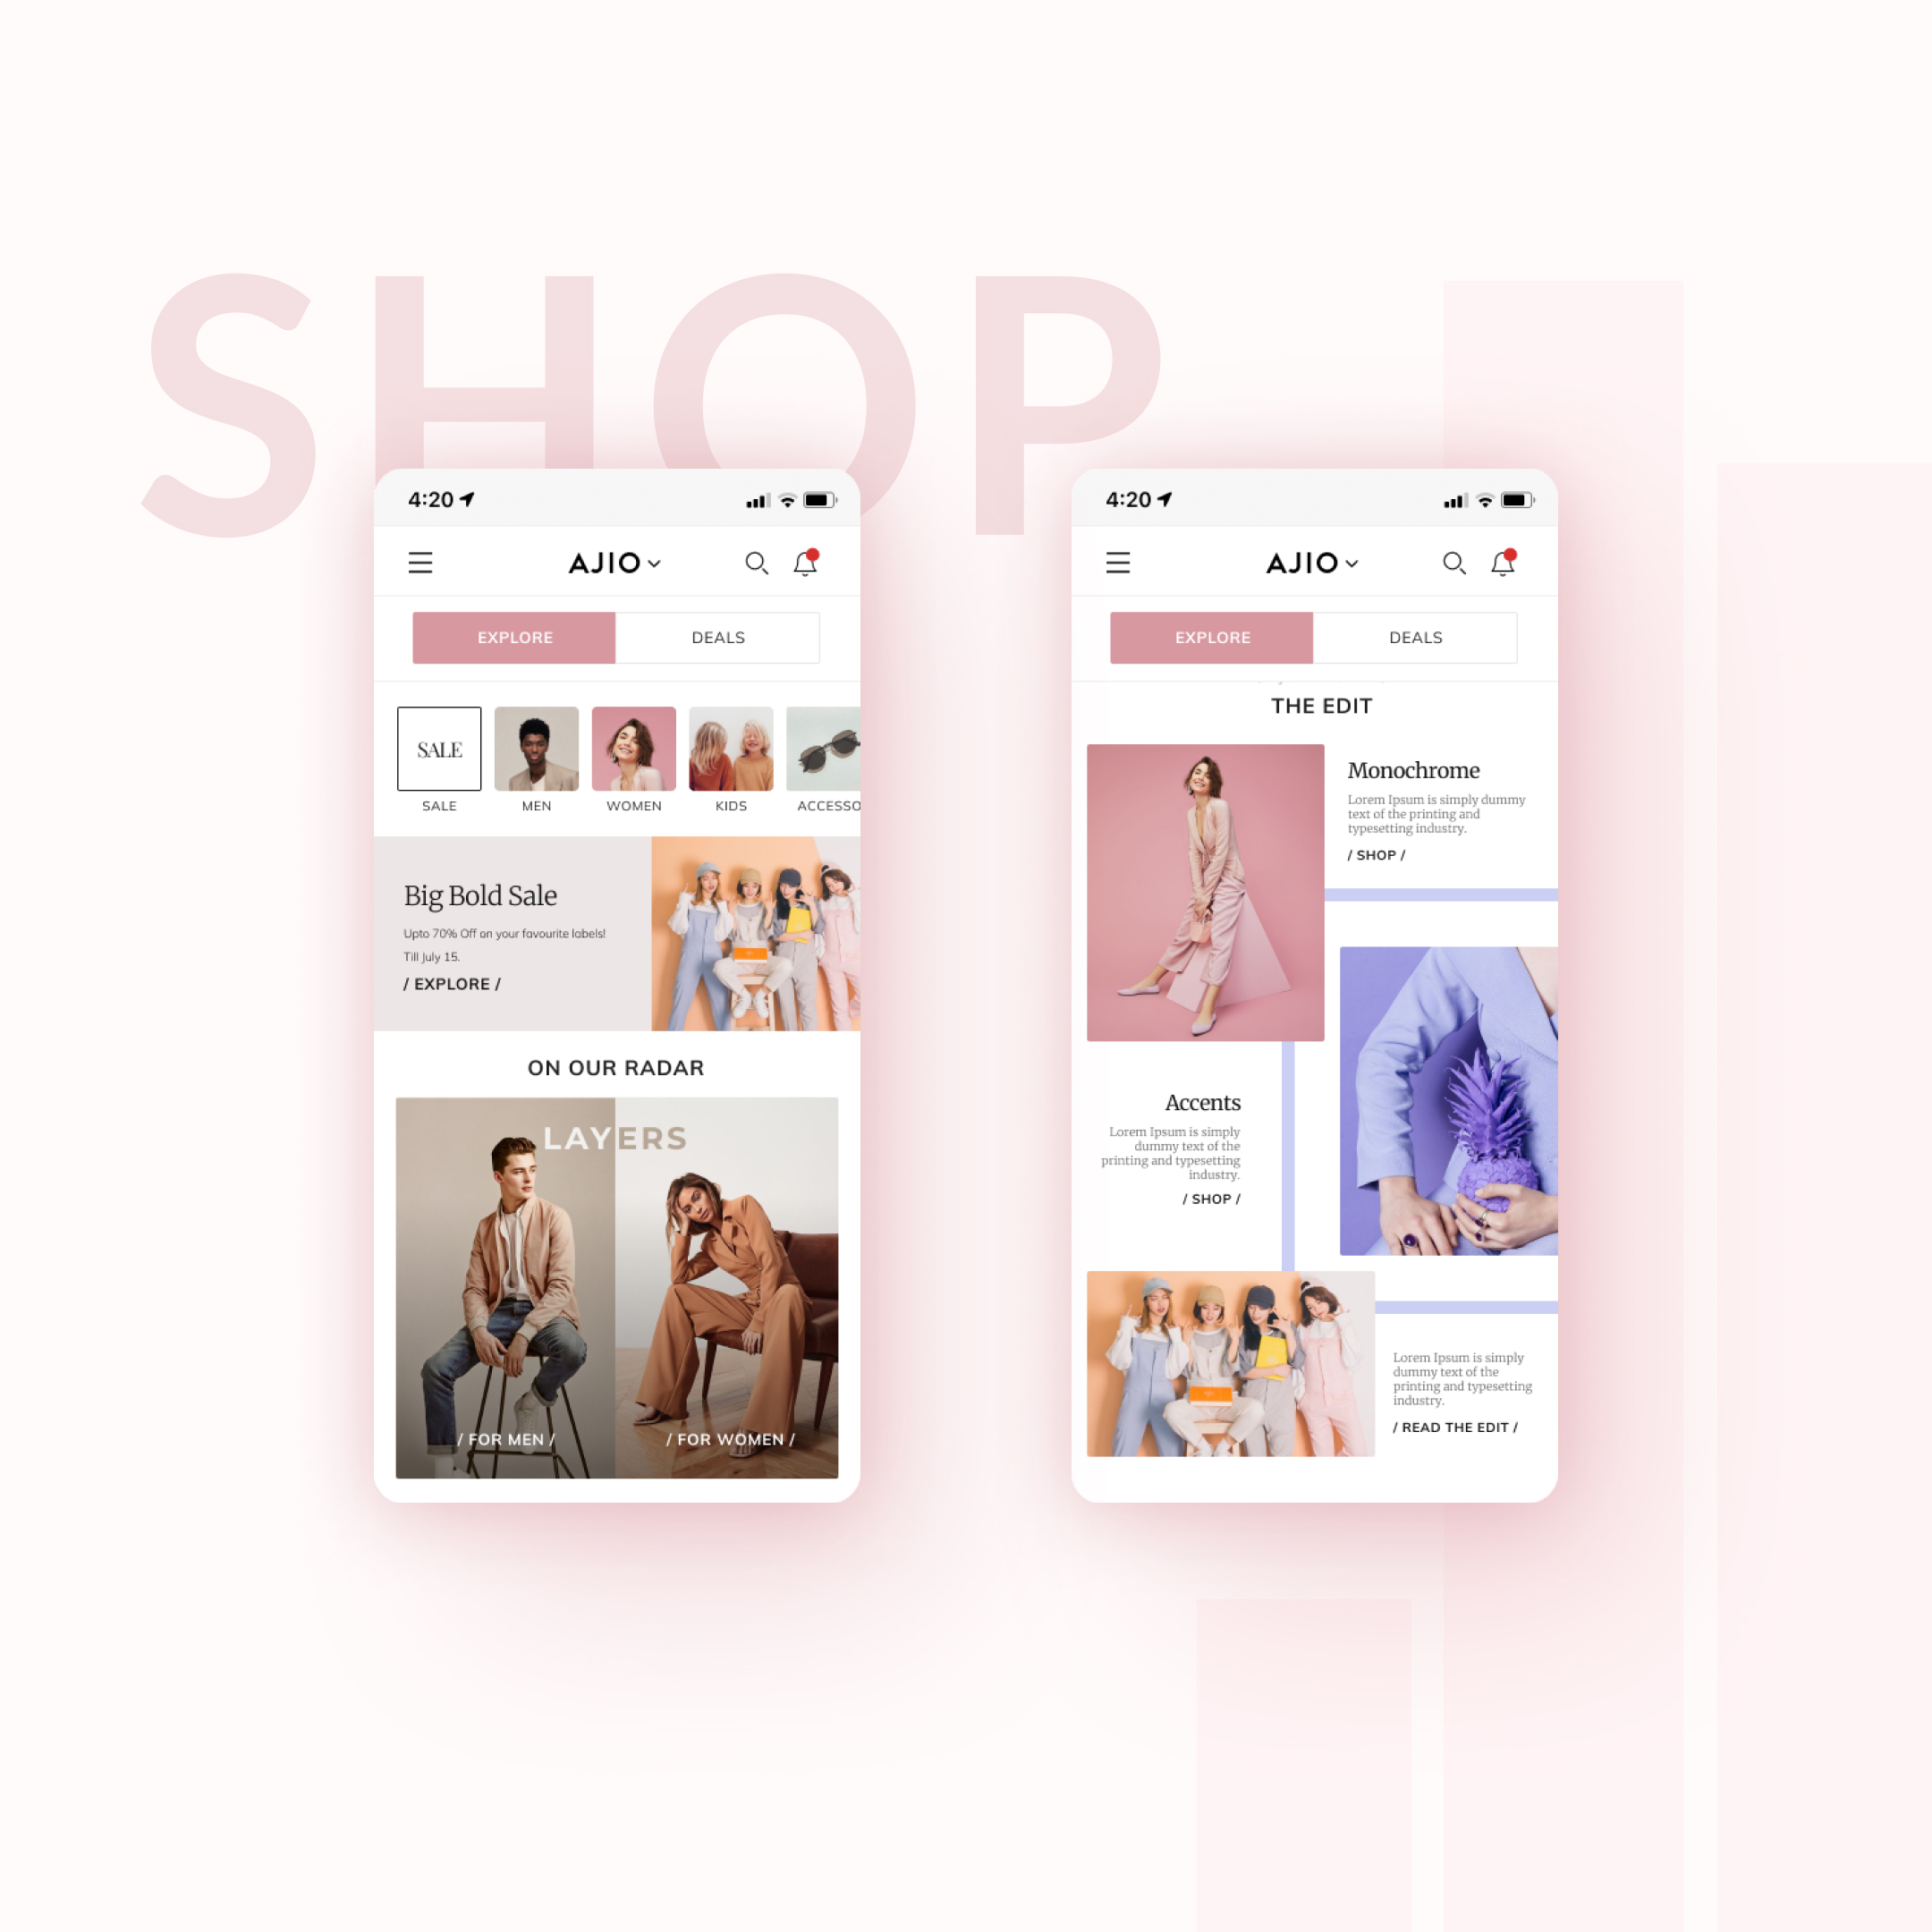 SHOP
4:20
AJIO
EXPLORE
DEALS
SALE
SALE
MEN
WOMEN
KIDS
ACCESSO
Big Bold Sale
Upto 70% Off on your favourite labels!
Till July 15.
/ EXPLORE /
ON OUR RADAR
LAYERS
/ FOR MEN /
/ FOR WOMEN /
4:20
AJIO
EXPLORE
DEALS
THE EDIT
Monochrome
Lorem Ipsum is simply dummy
text of the printing and
typesetting industry.
/ SHOP /
Accents
Lorem Ipsum is simply
dummy text of the
printing and typesetting
industry.
/ SHOP /
Lorem Ipsum is simply
dummy text of the
printing and typesetting
industry.
/ READ THE EDIT /